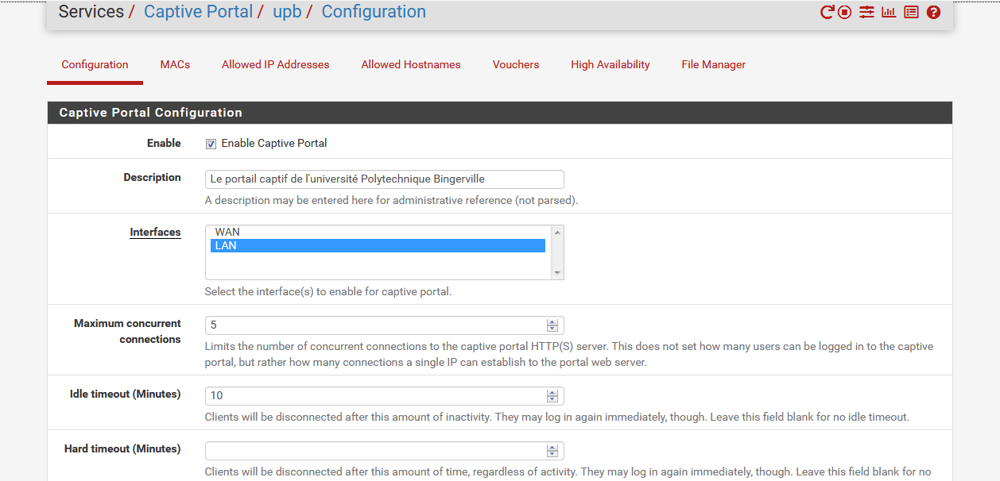 Services / Captive Portal / upb / Configuration
Configuration MACs Allowed IP Addresses Allowed Hostnames Vouchers High Availability File Manager
Captive Portal Configuration
Enable Enable Captive Portal
Description Le portail captif de l'université Polytechnique Bingerville
A description may be entered here for administrative reference (not parsed).
Interfaces WAN
LAN
Select the interface(s) to enable for captive portal.
Maximum concurrent connections 5
Limits the number of concurrent connections to the captive portal HTTP(S) server. This does not set how many users can be logged in to the captive
portal, but rather how many connections a single IP can establish to the portal web server.
Idle timeout (Minutes) 10
Clients will be disconnected after this amount of inactivity. They may log in again immediately, though. Leave this field blank for no idle timeout.
Hard timeout (Minutes)
Clients will be disconnected after this amount of time, regardless of activity. They may log in again immediately, though. Leave this field blank for no